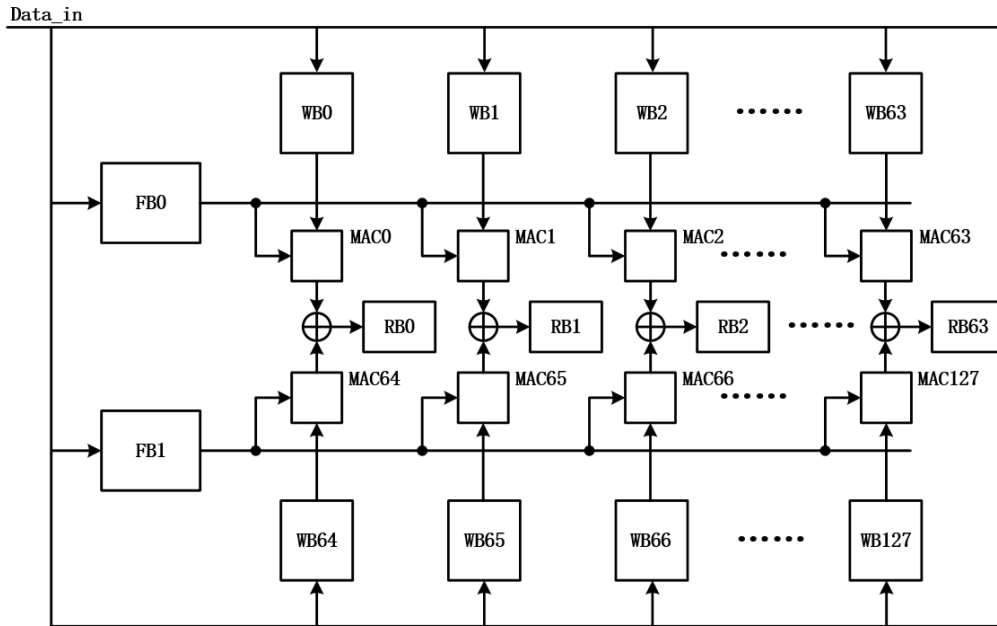 Data_in
WB0 WB1 WB2 ...... WB63
FB0
MAC0 MAC1 MAC2 MAC63
......
RB0 RB1 RB2 ...... RB63
MAC64 MAC65 MAC66 MAC127
......
FB1
WB64 WB65 WB66 ...... WB127